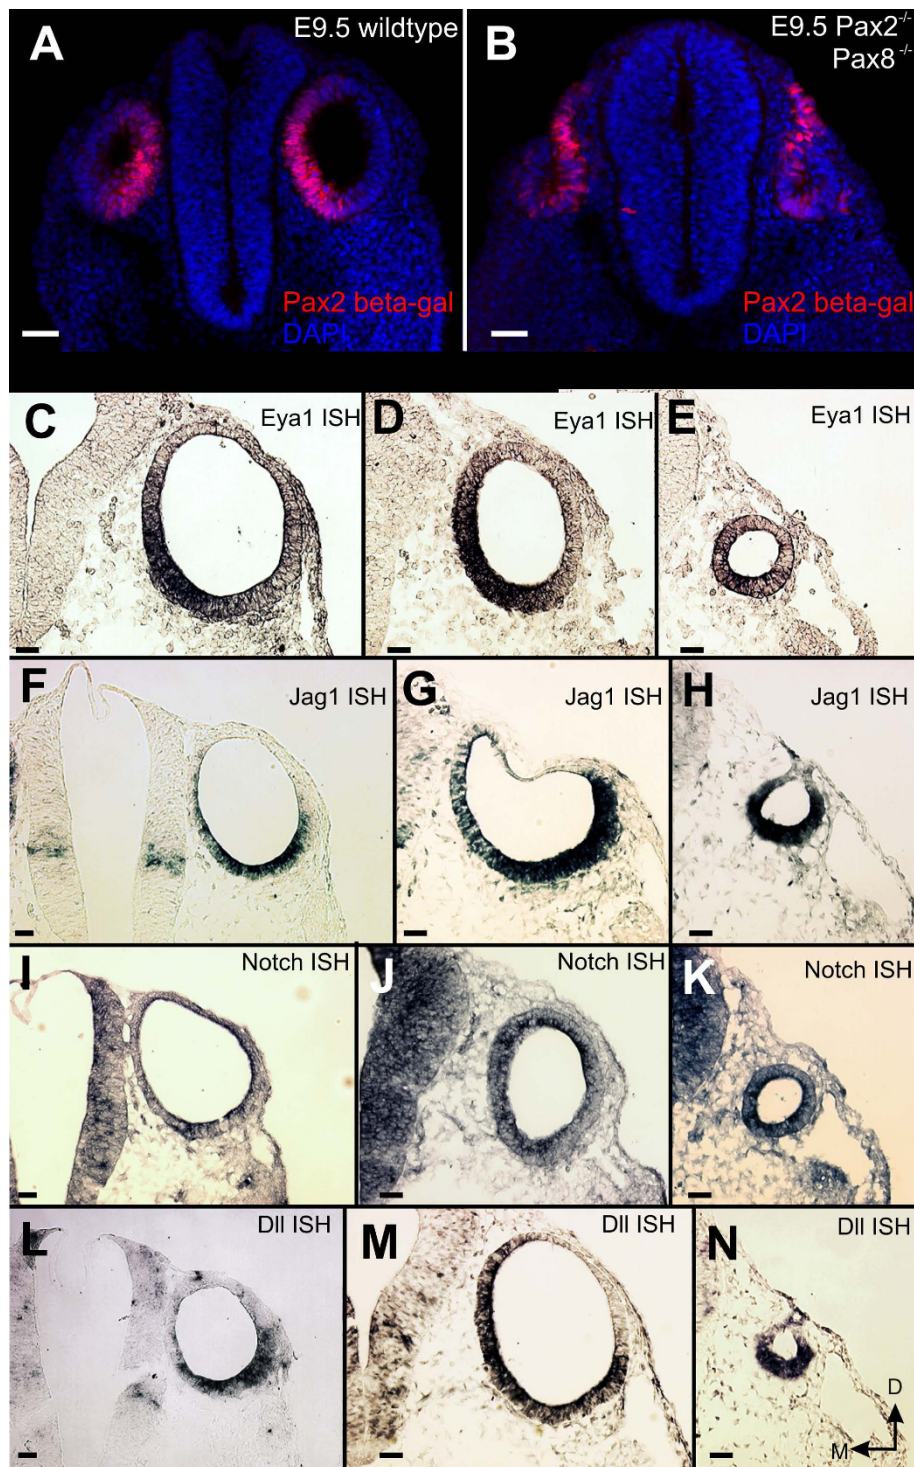 A
E9.5 wildtype
Pax2 beta-gal
DAPI
B
E9.5 Pax2-/-
Pax8 -/-
Pax2 beta-gal
DAPI
C
Eya1 ISH
D
Eya1 ISH
E
Eya1 ISH
F
Jag1 ISH
G
Jag1 ISH
H
Jag1 ISH
I
Notch ISH
J
Notch ISH
K
Notch ISH
L
Dll ISH
M
Dll ISH
N
Dll ISH
D
M